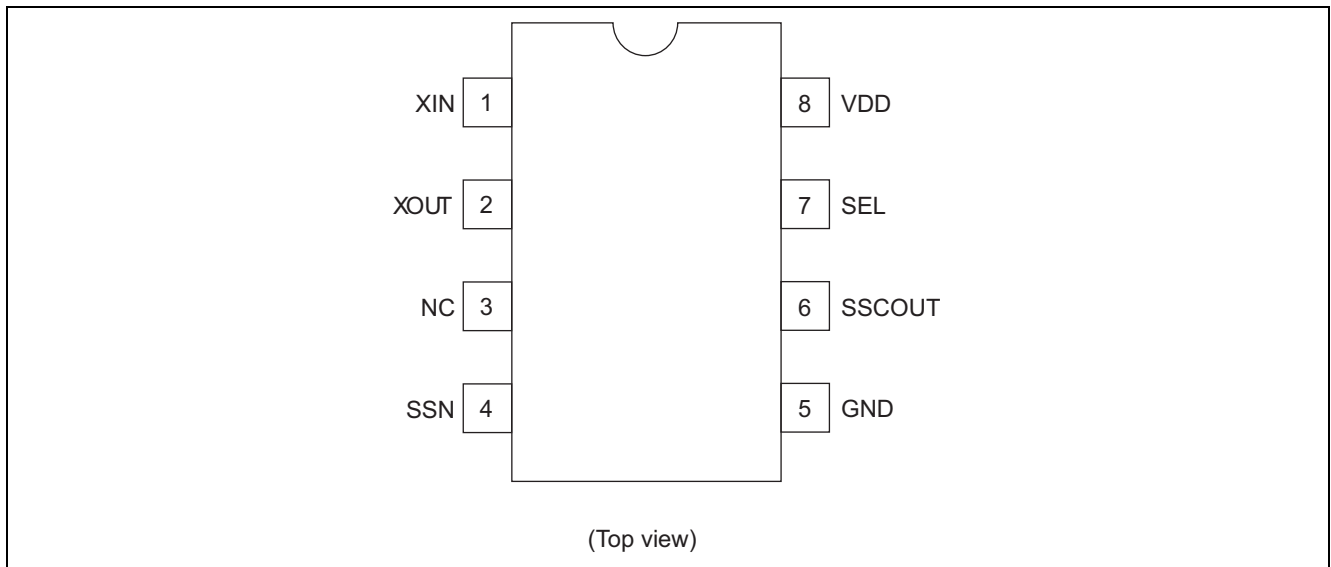 XIN 1 8 VDD
XOUT 2 7 SEL
NC 3 6 SSCOUT
SSN 4 5 GND
(Top view)